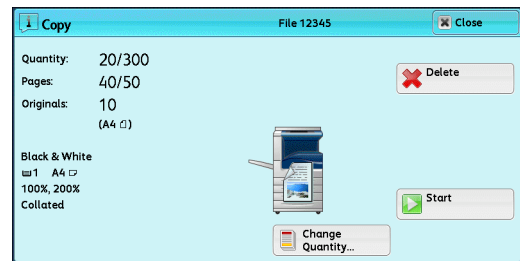 Copy
File 12345
Close
Quantity: 20/300
Pages: 40/50
Originals: 10
(A4)
Delete
Black & White
1 A4
100%, 200%
Collated
Start
Change
Quantity...